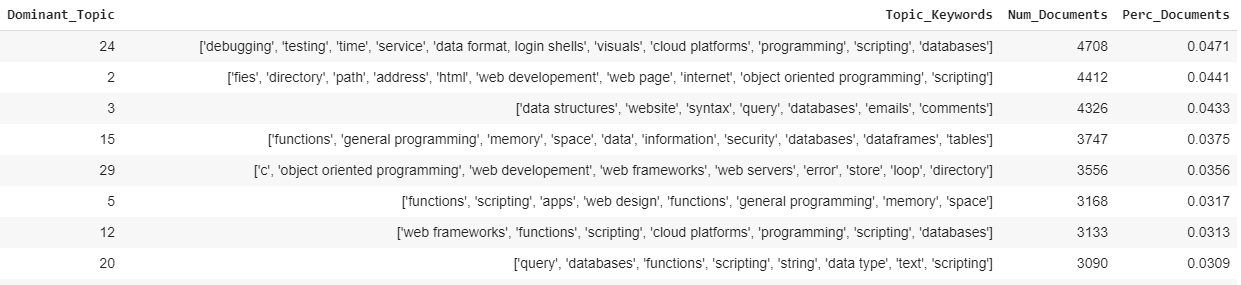 Dominant_Topic Topic_Keywords Num_Documents Perc_Documents
24 ['debugging', 'testing', 'time', 'service', 'data format, login shells', 'visuals', 'cloud platforms', 'programming', 'scripting', 'databases'] 4708 0.0471
2 ['fies', 'directory', 'path', 'address', 'html', 'web developement', 'web page', 'internet', 'object oriented programming', 'scripting'] 4412 0.0441
3 ['data structures', 'website', 'syntax', 'query', 'databases', 'emails', 'comments'] 4326 0.0433
15 ['functions', 'general programming', 'memory', 'space', 'data', 'information', 'security', 'databases', 'dataframes', 'tables'] 3747 0.0375
29 ['c', 'object oriented programming', 'web developement', 'web frameworks', 'web servers', 'error', 'store', 'loop', 'directory'] 3556 0.0356
5 ['functions', 'scripting', 'apps', 'web design', 'functions', 'general programming', 'memory', 'space'] 3168 0.0317
12 ['web frameworks', 'functions', 'scripting', 'cloud platforms', 'programming', 'scripting', 'databases'] 3133 0.0313
20 ['query', 'databases', 'functions', 'scripting', 'string', 'data type', 'text', 'scripting'] 3090 0.0309